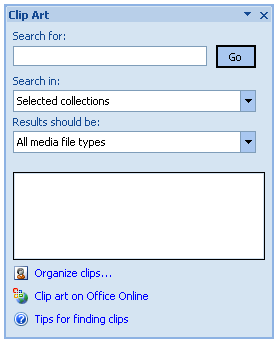 Clip Art
Search for:
Go
Search in:
Selected collections
Results should be:
All media file types
Organize clips...
Clip art on Office Online
Tips for finding clips